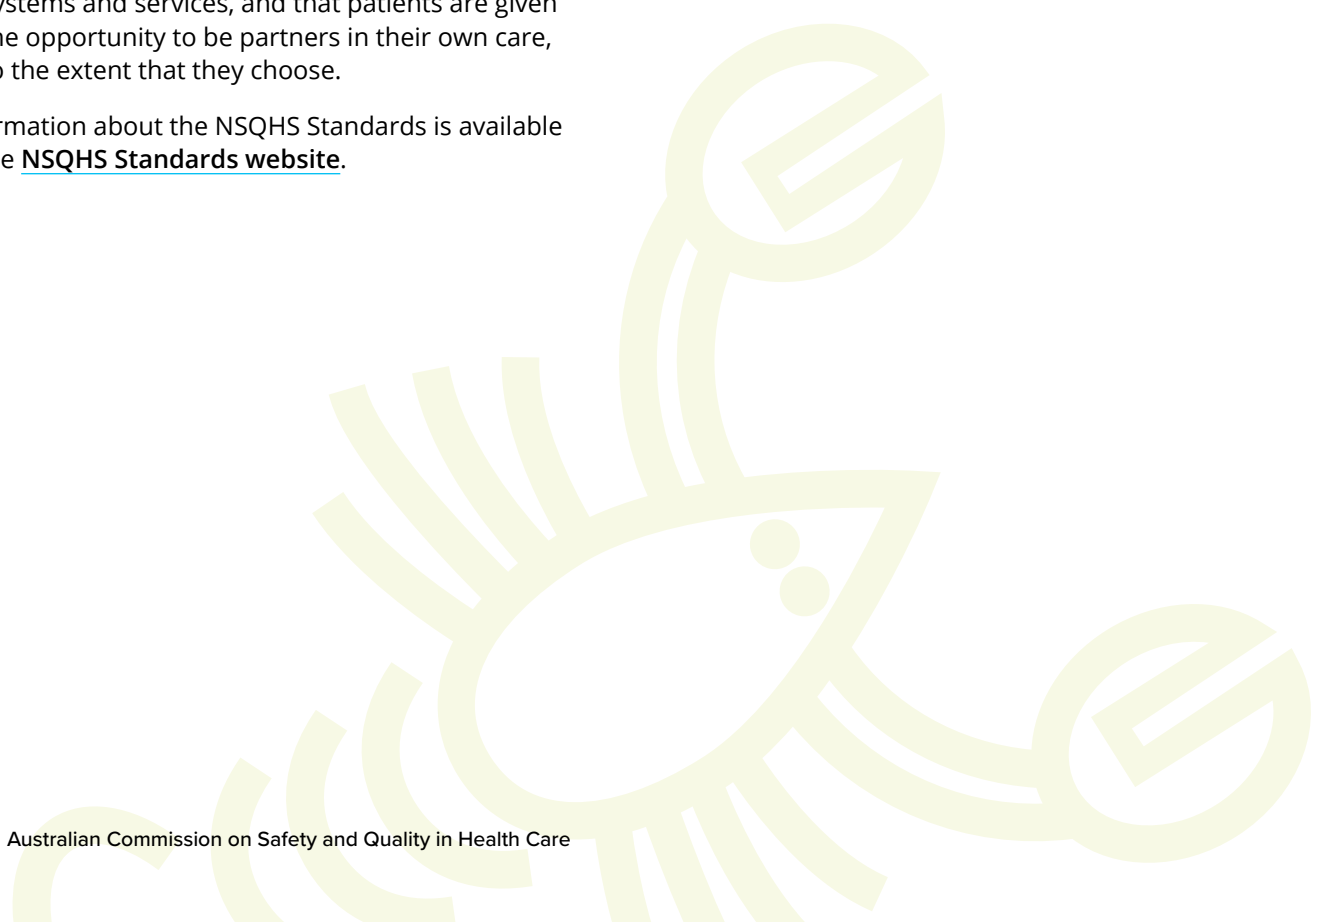 ystems and services, and that patients are given
ne opportunity to be partners in their own care,
o the extent that they choose.
rmation about the NSQHS Standards is available
e NSQHS Standards website.
Australian Commission on Safety and Quality in Health Care